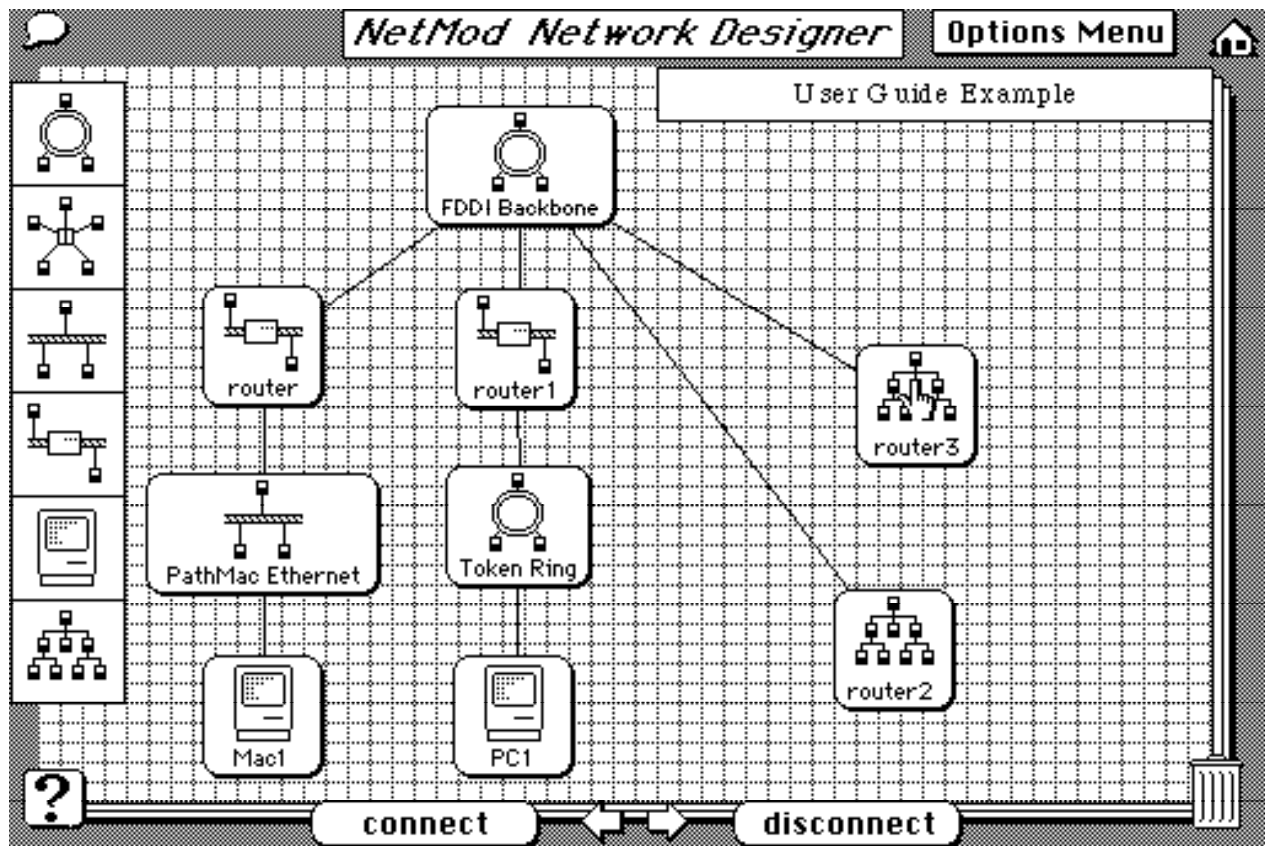 NetMod Network Designer
Options Menu
User Guide Example
FDDI Backbone
router
router1
router3
PathMac Ethernet
Token Ring
router2
Mac1
PC1
?
connect
disconnect